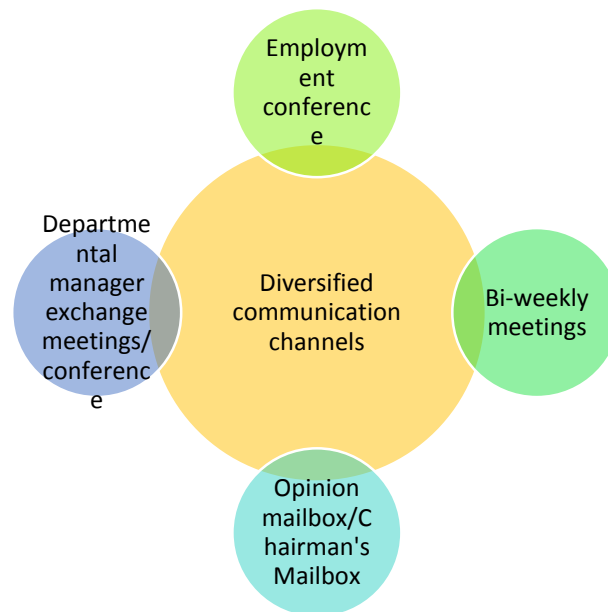 Employm
ent
conferenc
e
Departme
ntal
manager
exchange
meetings/
conferenc
e
Diversified
communication
channels
Bi-weekly
meetings
Opinion
mailbox/C
hairman's
Mailbox